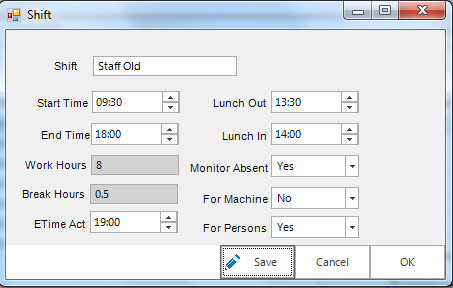 Shift
Shift Staff Old
Start Time 09:30 Lunch Out 13:30
End Time 18:00 Lunch In 14:00
Work Hours 8 Monitor Absent Yes
Break Hours 0.5 For Machine No
ETime Act 19:00 For Persons Yes
Save Cancel OK